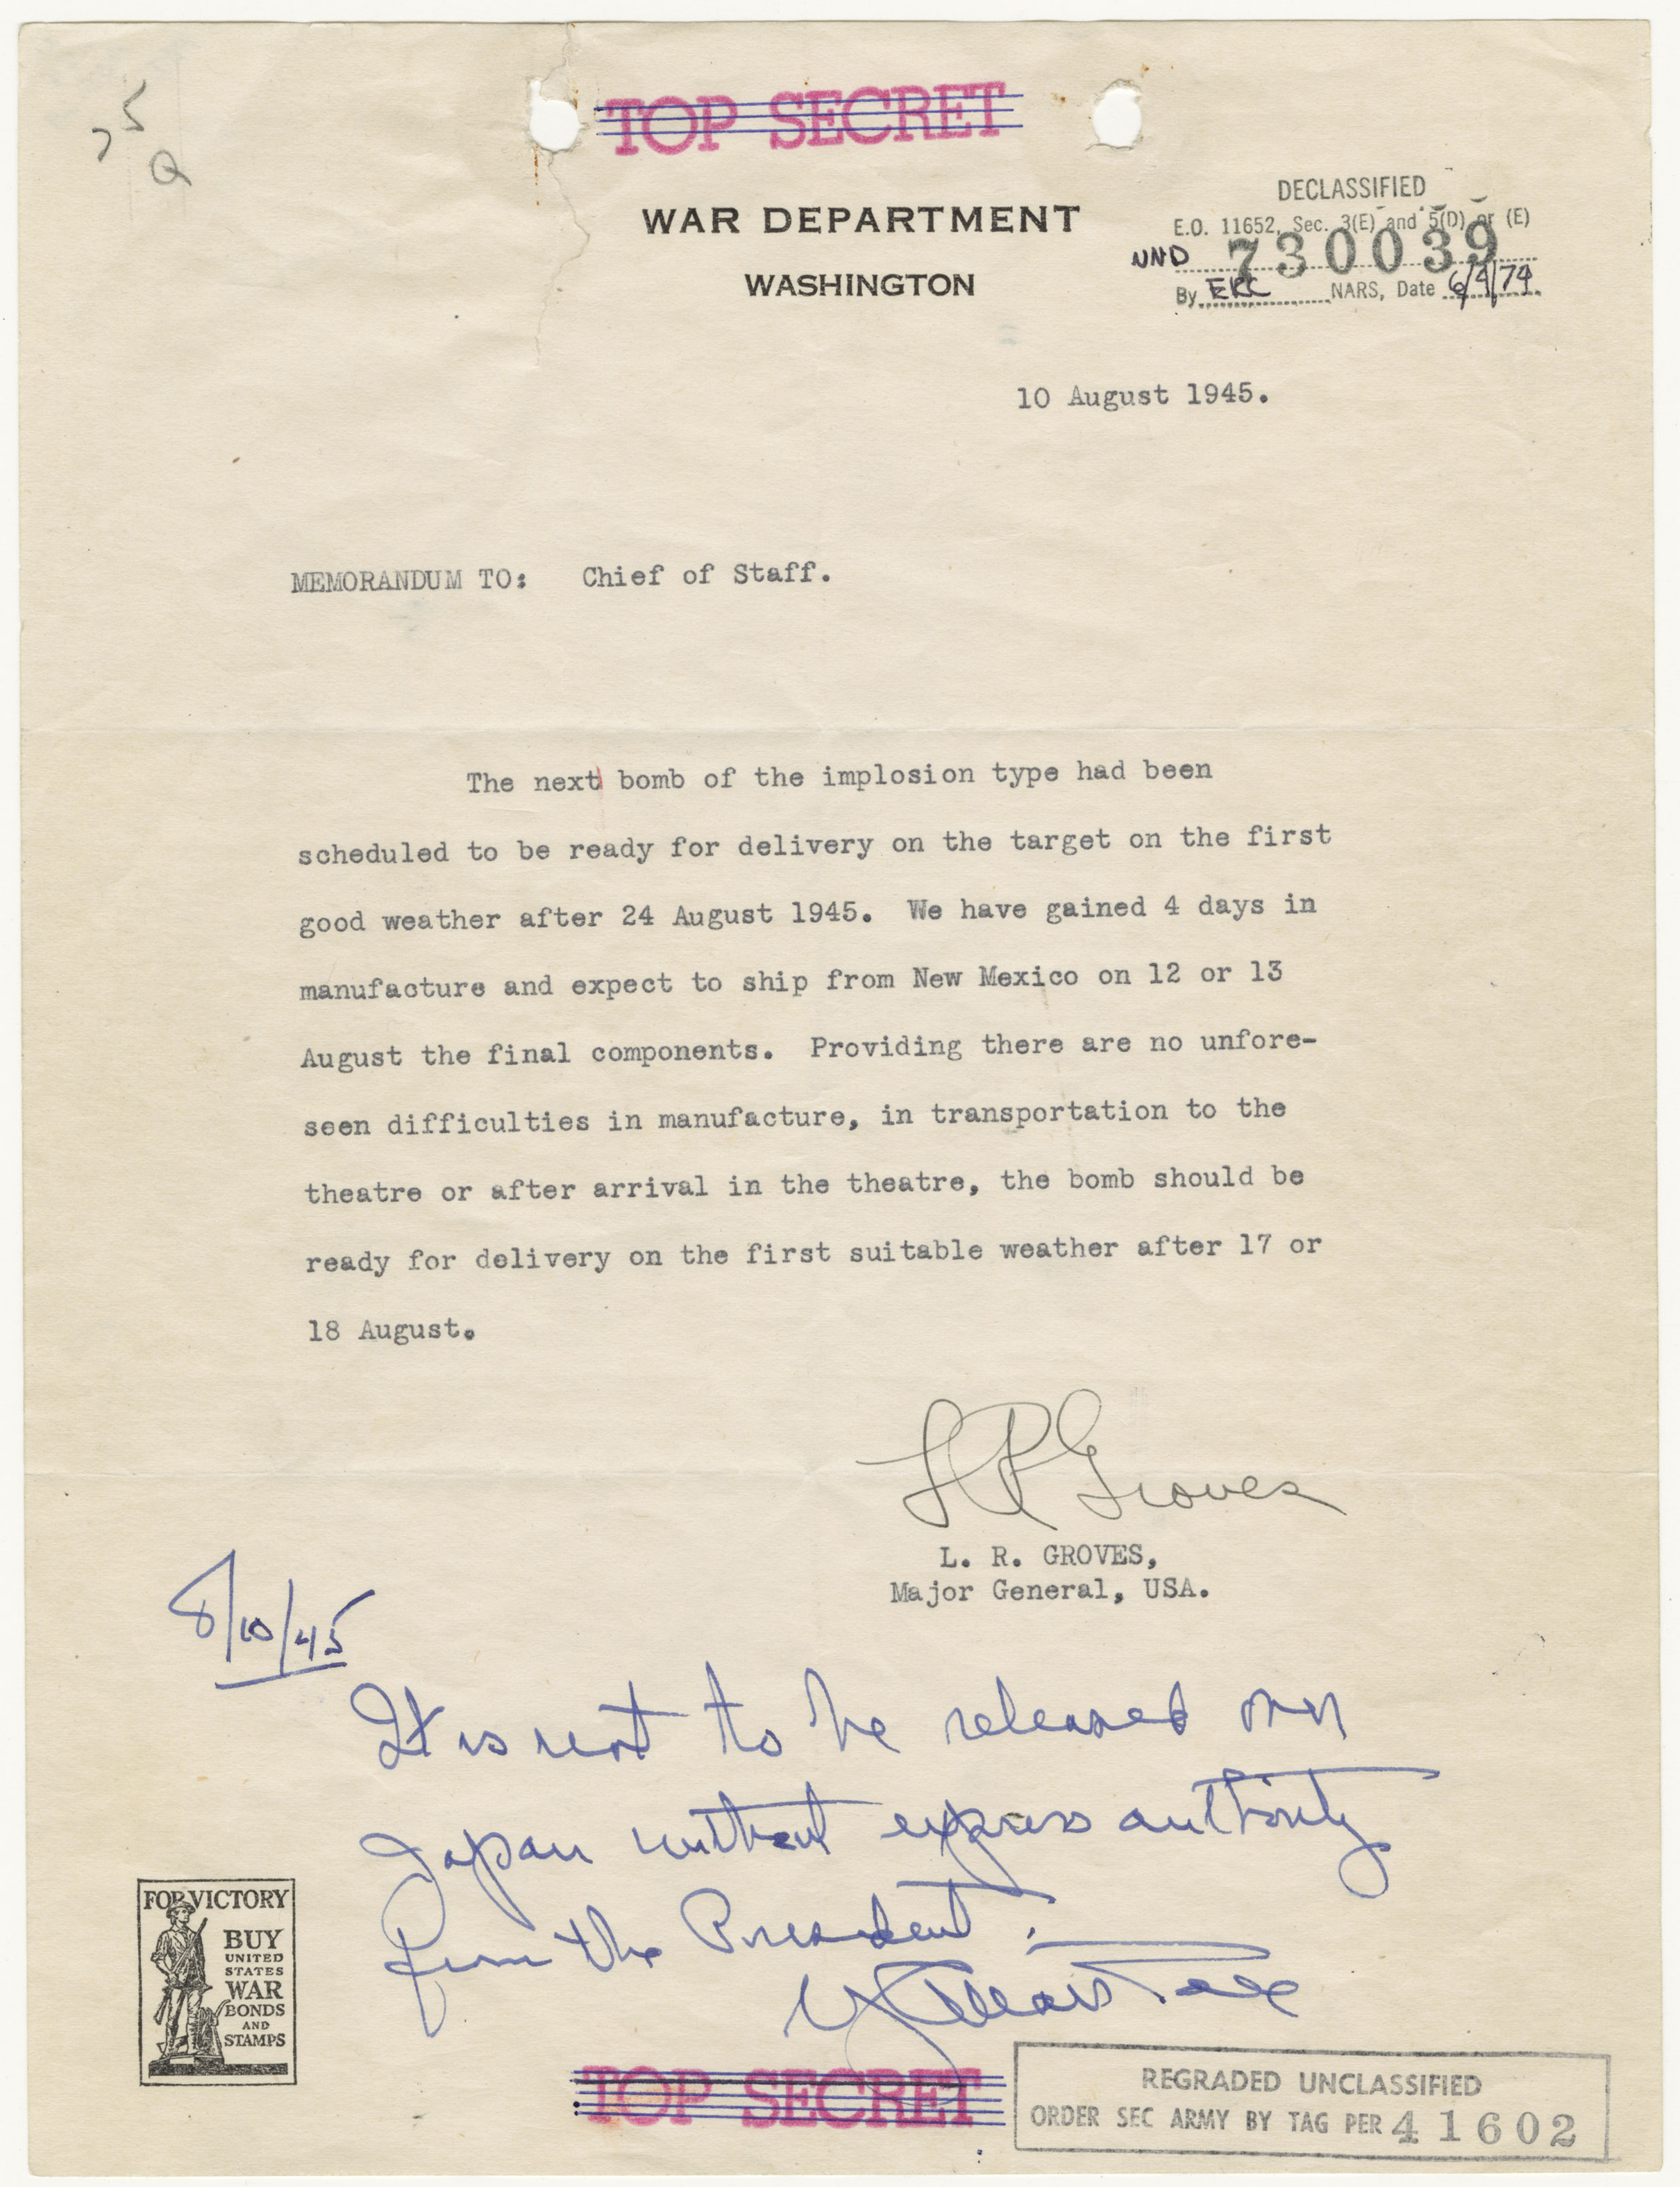 5
Q
TOP SECRET
WAR DEPARTMENT
WASHINGTON
DECLASSIFIED
E.O. 11652, Sec. 3(E) and 5(D) or (E)
NND 730039
By ERC NARS, Date 6/4/74
10 August 1945.
MEMORANDUM TO: Chief of Staff.
The next bomb of the implosion type had been
scheduled to be ready for delivery on the target on the first
good weather after 24 August 1945. We have gained 4 days in
manufacture and expect to ship from New Mexico on 12 or 13
August the final components. Providing there are no unfore-
seen difficulties in manufacture, in transportation to the
theatre or after arrival in the theatre, the bomb should be
ready for delivery on the first suitable weather after 17 or
18 August.
LR Groves
L. R. GROVES,
Major General, USA.
8/10/45
It is not to be released on
Japan without express authority
from the President.
FOR VICTORY
BUY
UNITED
STATES
WAR
BONDS
AND
STAMPS
TOP SECRET
REGRADED UNCLASSIFIED
ORDER SEC ARMY BY TAG PER 41602